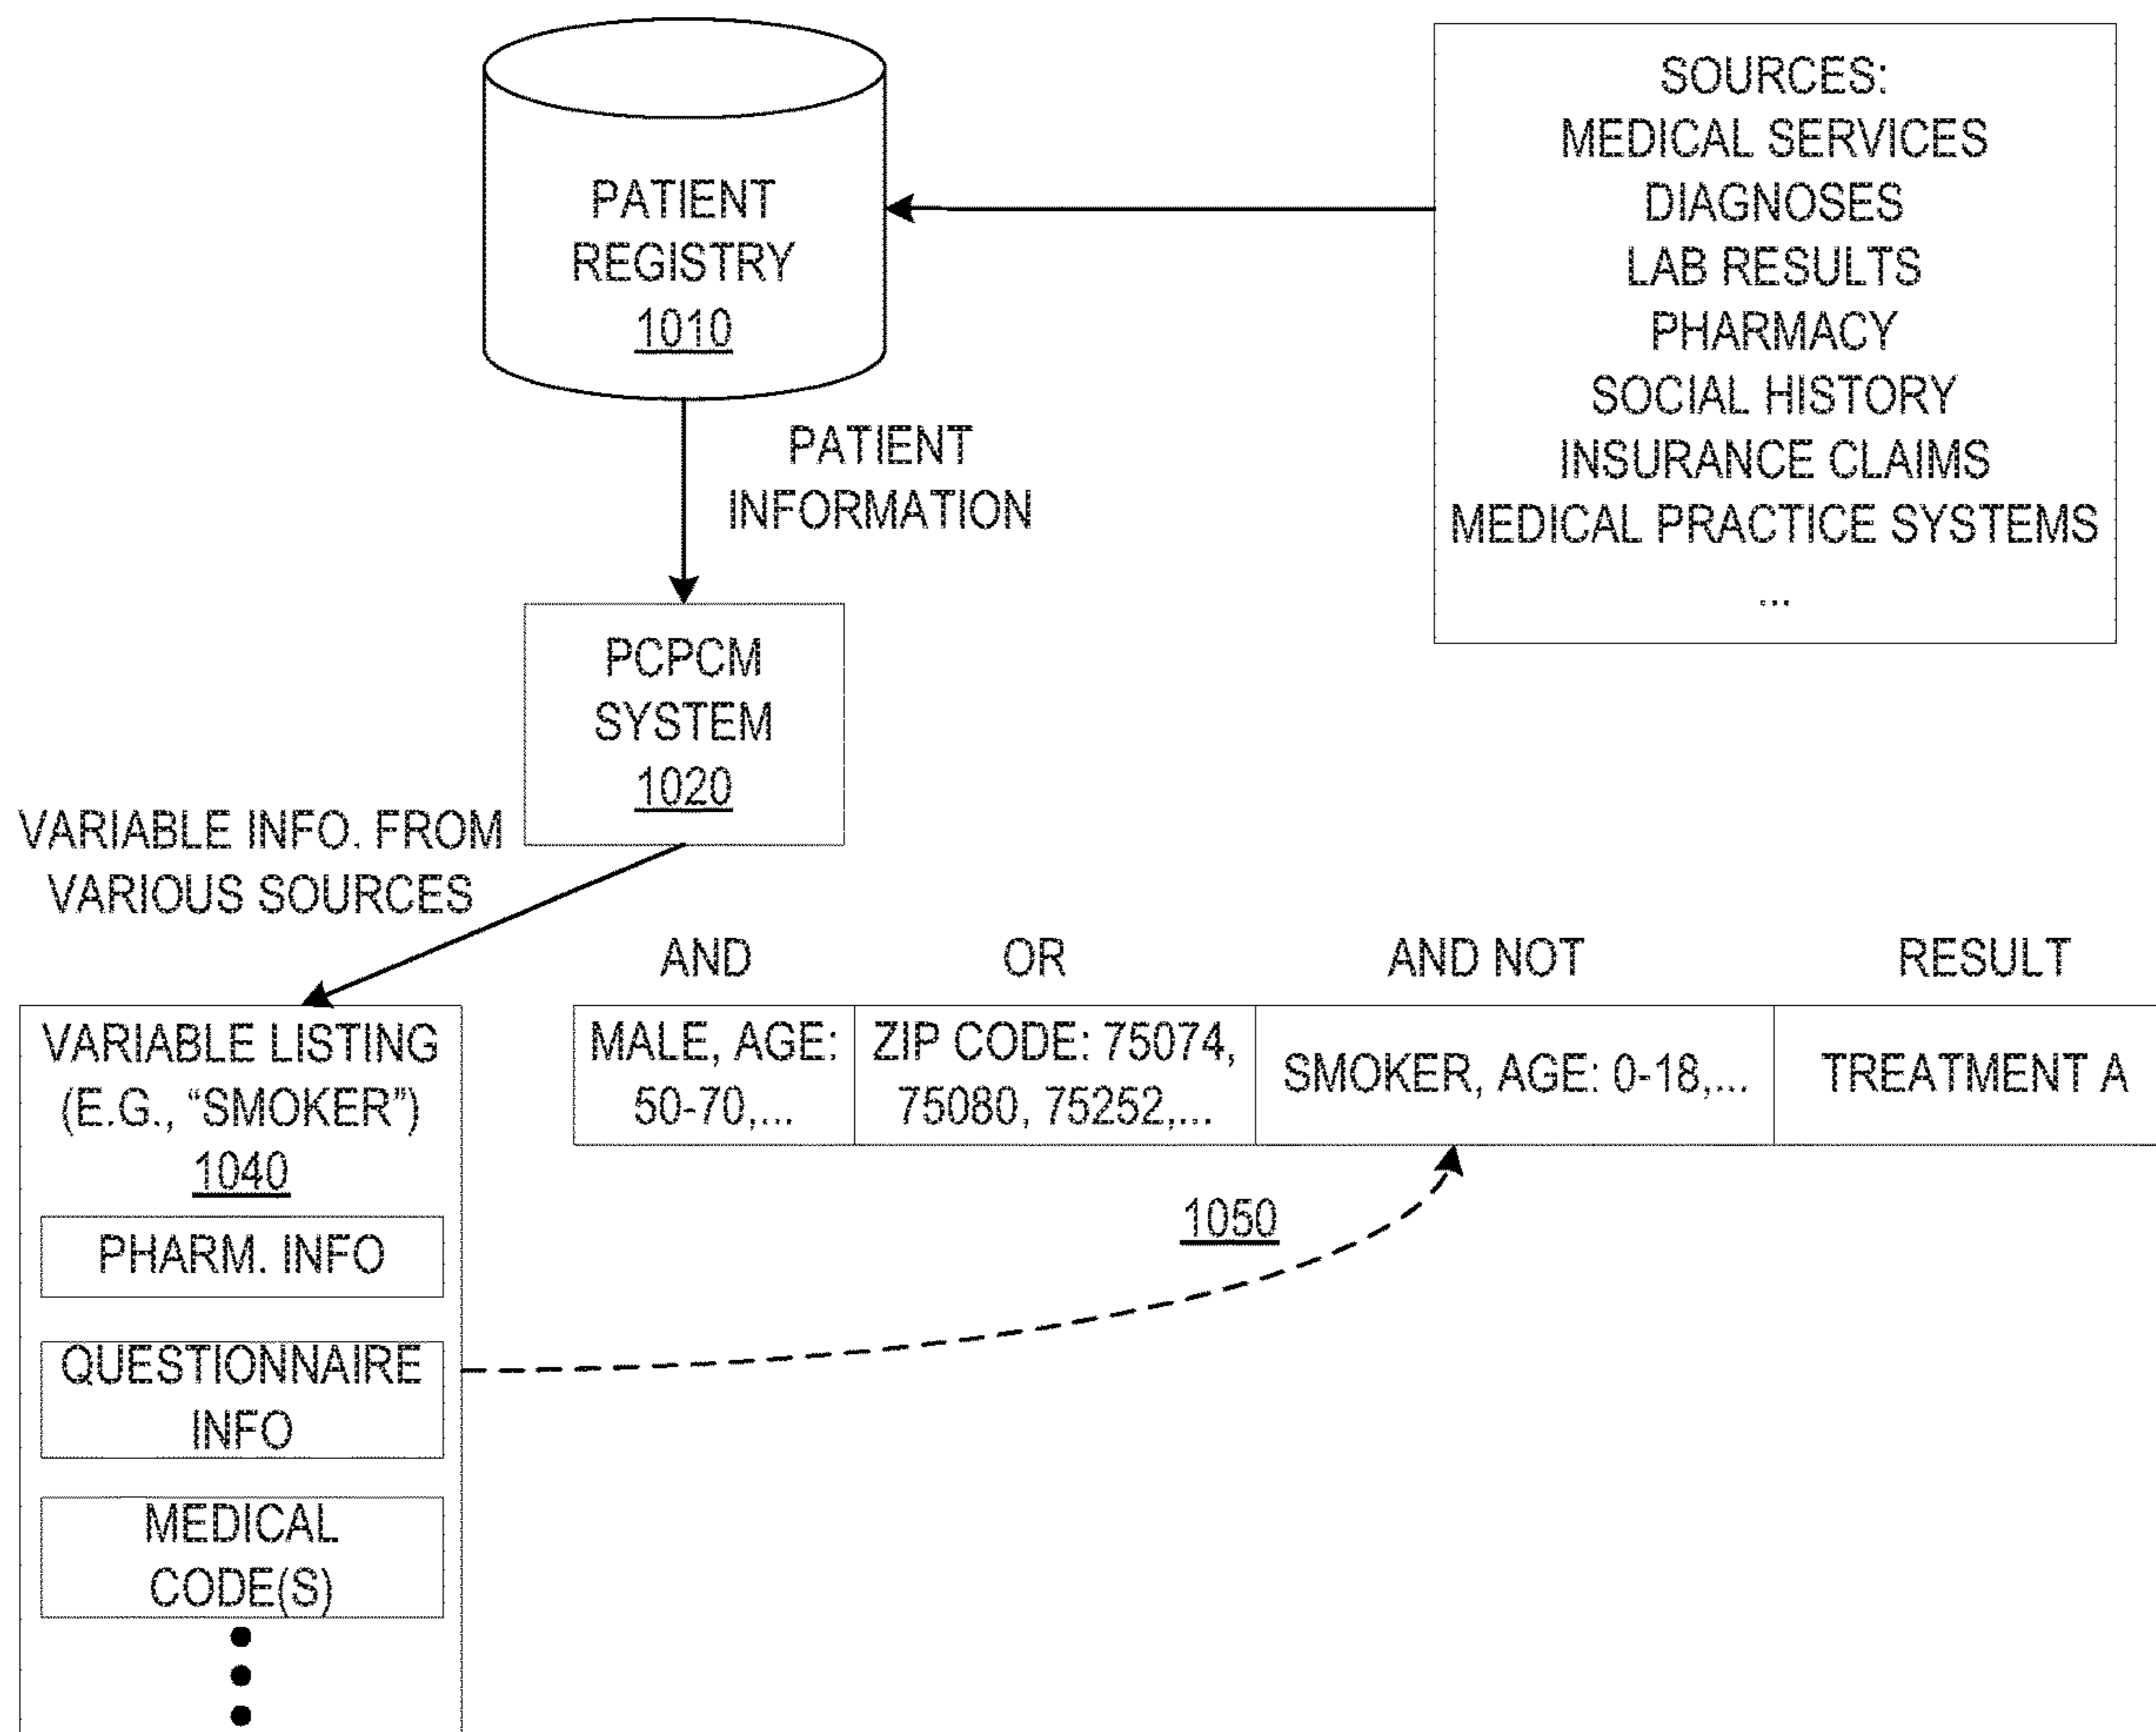 PATIENT
REGISTRY
1010
SOURCES:
MEDICAL SERVICES
DIAGNOSES
LAB RESULTS
PHARMACY
SOCIAL HISTORY
INSURANCE CLAIMS
MEDICAL PRACTICE SYSTEMS
...
PATIENT
INFORMATION
PCPCM
SYSTEM
1020
VARIABLE INFO. FROM
VARIOUS SOURCES
AND
OR
AND NOT
RESULT
MALE, AGE:
50-70,...
ZIP CODE: 75074,
75080, 75252,...
SMOKER, AGE: 0-18,...
TREATMENT A
1050
VARIABLE LISTING
(E.G., “SMOKER”)
1040
PHARM. INFO
QUESTIONNAIRE
INFO
MEDICAL
CODE(S)